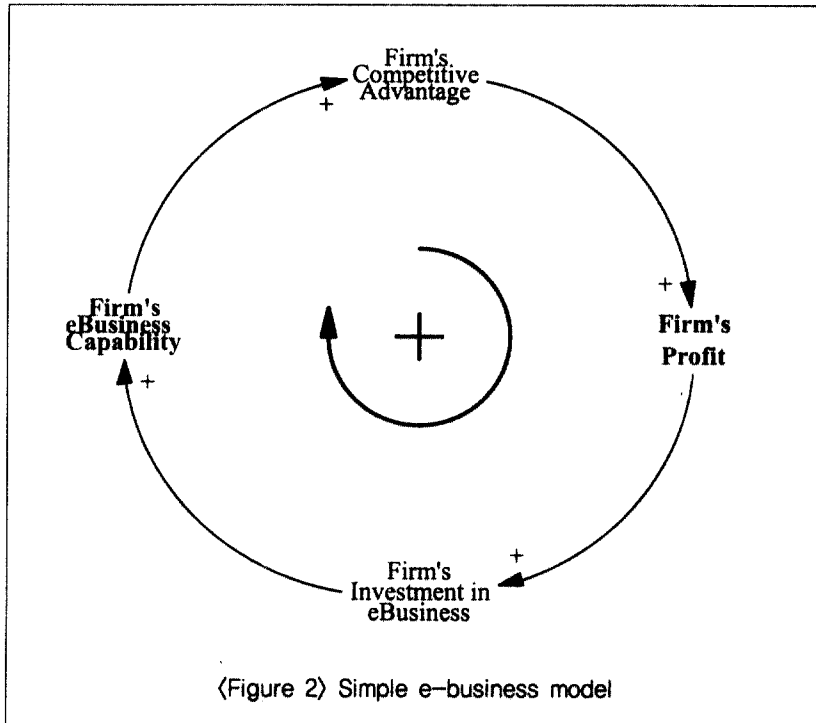 Firm's
Competitive
Advantage
+
+
Firm's
eBusiness
Capability
+
Firm's
Profit
+
+
Firm's
Investment in
eBusiness
〈Figure 2〉 Simple e-business model